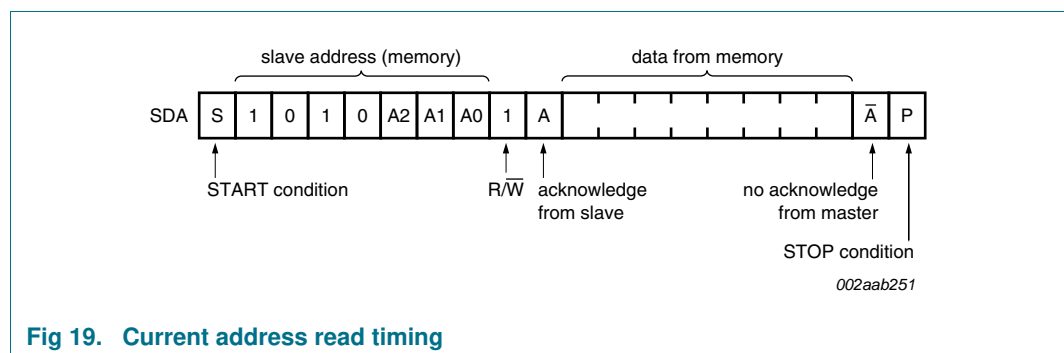 slave address (memory) data from memory
SDA S 1 0 1 0 A2 A1 A0 1 A A̅ P
START condition R/W̅ acknowledge from slave no acknowledge from master
STOP condition
002aab251
Fig 19. Current address read timing